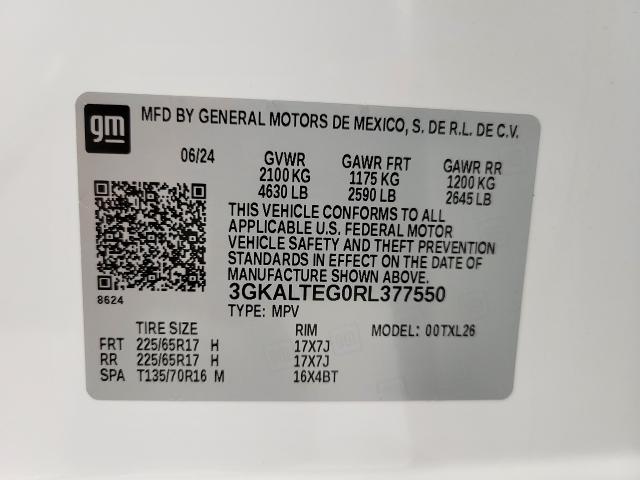 gm
MFD BY GENERAL MOTORS DE MEXICO, S. DE R.L. DE C.V.
06/24 GVWR GAWR FRT GAWR RR
2100 KG 1175 KG 1200 KG
4630 LB 2590 LB 2645 LB
THIS VEHICLE CONFORMS TO ALL
APPLICABLE U.S. FEDERAL MOTOR
VEHICLE SAFETY AND THEFT PREVENTION
STANDARDS IN EFFECT ON THE DATE OF
MANUFACTURE SHOWN ABOVE.
8624 3GKALTEG0RL377550
TYPE: MPV
TIRE SIZE RIM MODEL: 00TXL26
FRT 225/65R17 H 17X7J
RR 225/65R17 H 17X7J
SPA T135/70R16 M 16X4BT